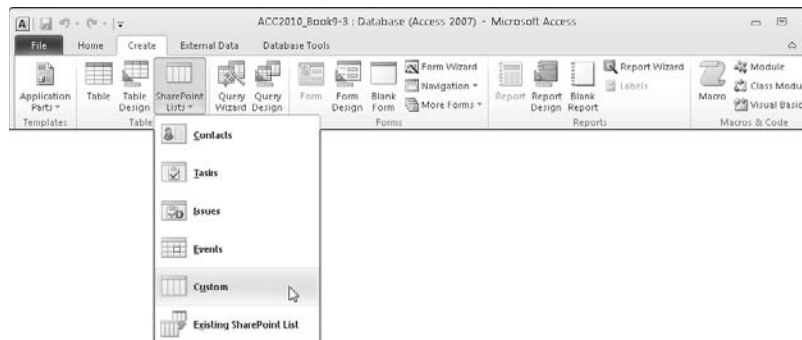 ACC2010_Book9-3 : Database (Access 2007) - Microsoft Access
File Home Create External Data Database Tools
Application Parts Table Table Design SharePoint Lists Query Wizard Query Design Form Form Design Blank Form Form Wizard Navigation More Forms Report Report Design Blank Report Report Wizard Labels Macro Module Class Modu Visual Basic
Templates Table Forms Reports Macros & Code
Contacts
Tasks
Issues
Events
Custom
Existing SharePoint List